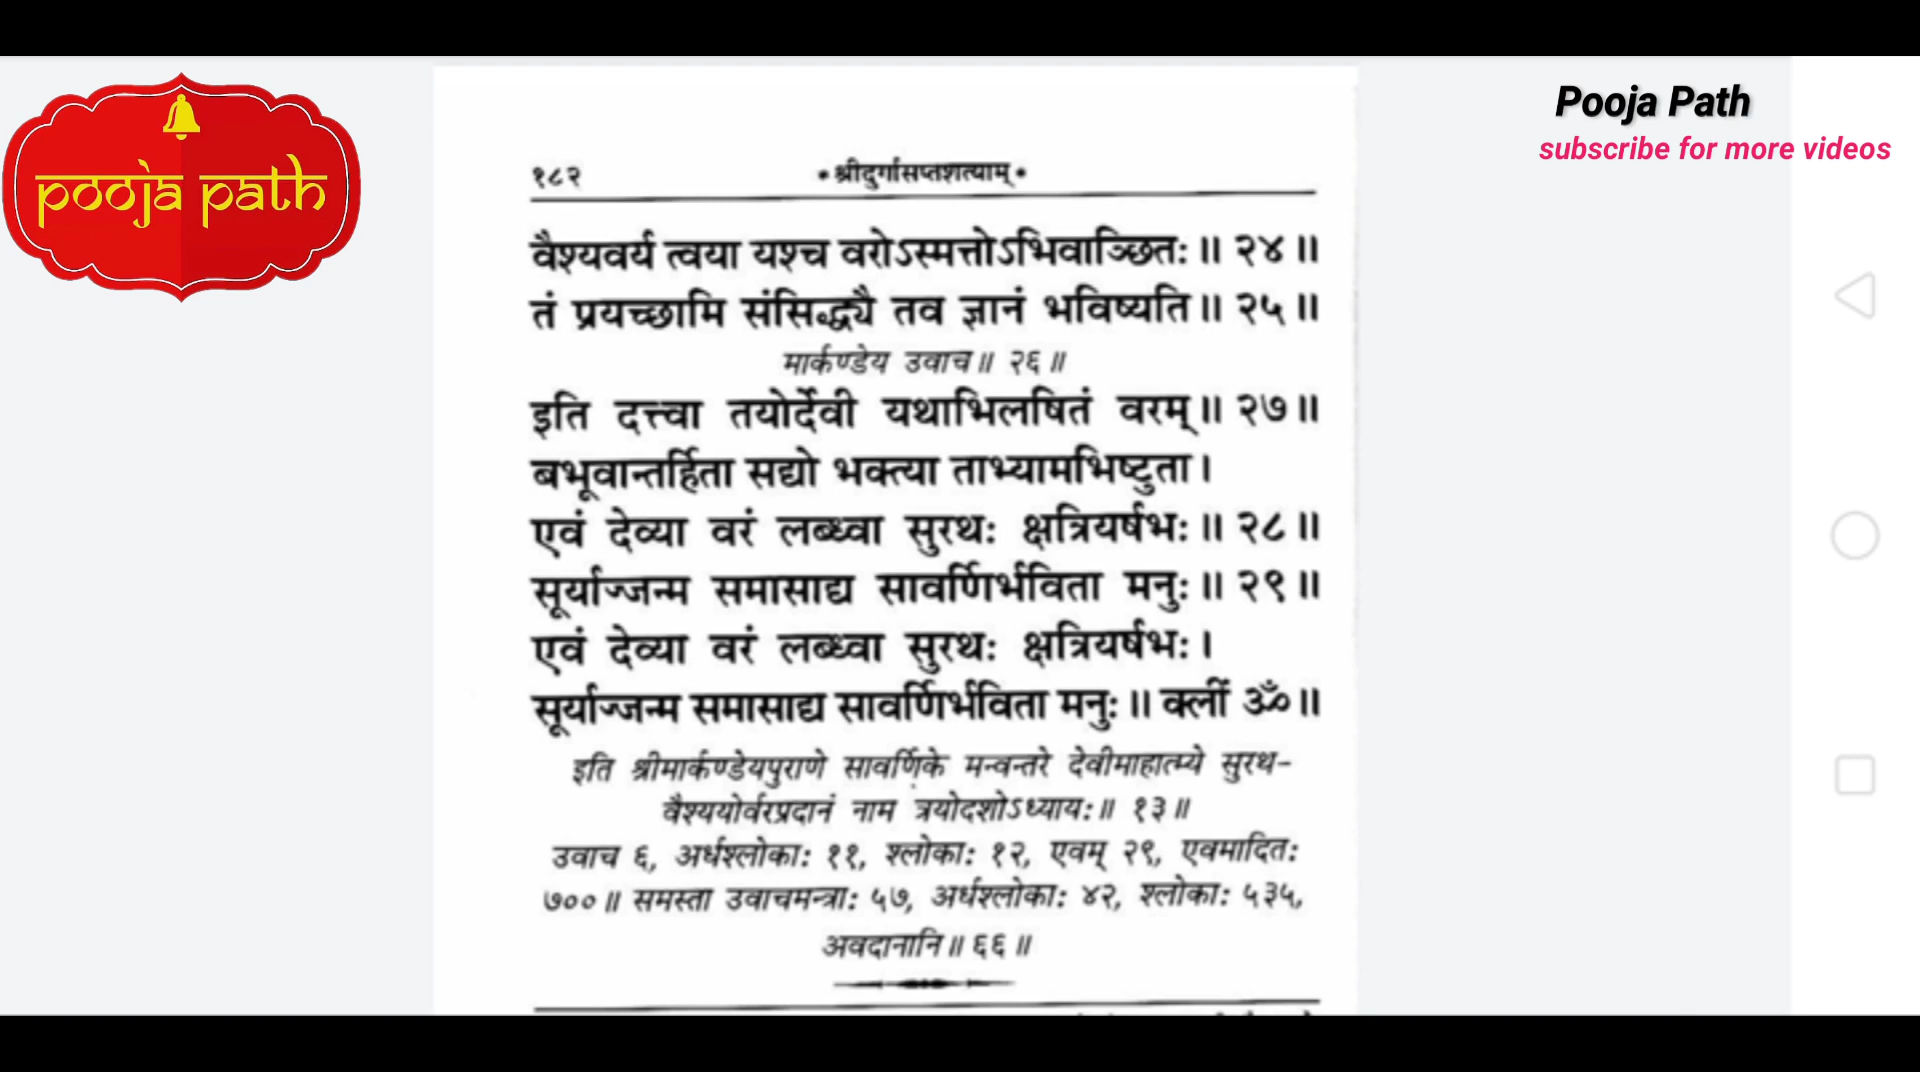 pooja path
Pooja Path
subscribe for more videos
१८२ • श्रीदुर्गासप्तशत्याम् •
वैश्यवर्य त्वया यश्च वरोऽस्मत्तोऽभिवाञ्छितः ॥ २४ ॥
तं प्रयच्छामि संसिद्ध्यै तव ज्ञानं भविष्यति ॥ २५ ॥
मार्कण्डेय उवाच ॥ २६ ॥
इति दत्त्वा तयोर्देवी यथाभिलषितं वरम् ॥ २७ ॥
बभूवान्तर्हिता सद्यो भक्त्या ताभ्यामभिष्टुता ।
एवं देव्या वरं लब्ध्वा सुरथः क्षत्रियर्षभः ॥ २८ ॥
सूर्याज्जन्म समासाद्य सावर्णिर्भविता मनुः ॥ २९ ॥
एवं देव्या वरं लब्ध्वा सुरथः क्षत्रियर्षभः ।
सूर्याज्जन्म समासाद्य सावर्णिर्भविता मनुः ॥ क्लीं ॐ ॥
इति श्रीमार्कण्डेयपुराणे सावर्णिके मन्वन्तरे देवीमाहात्म्ये सुरथ-
वैश्ययोर्वरप्रदानं नाम त्रयोदशोऽध्यायः ॥ १३ ॥
उवाच ६, अर्धश्लोकाः ११, श्लोकाः १२, एवम् २९, एवमादितः
७०० ॥ समस्ता उवाचमन्त्राः ५७, अर्धश्लोकाः ४२, श्लोकाः ५३५,
अवदानानि ॥ ६६ ॥